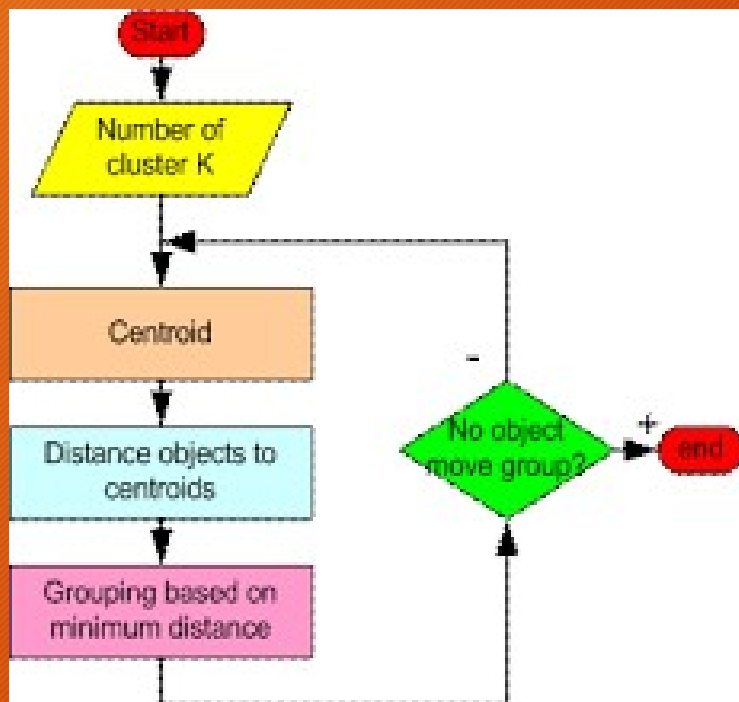 Start
Number of
cluster K
Centroid
Distance objects to
centroids
Grouping based on
minimum distance
-
No object
move group?
+
end